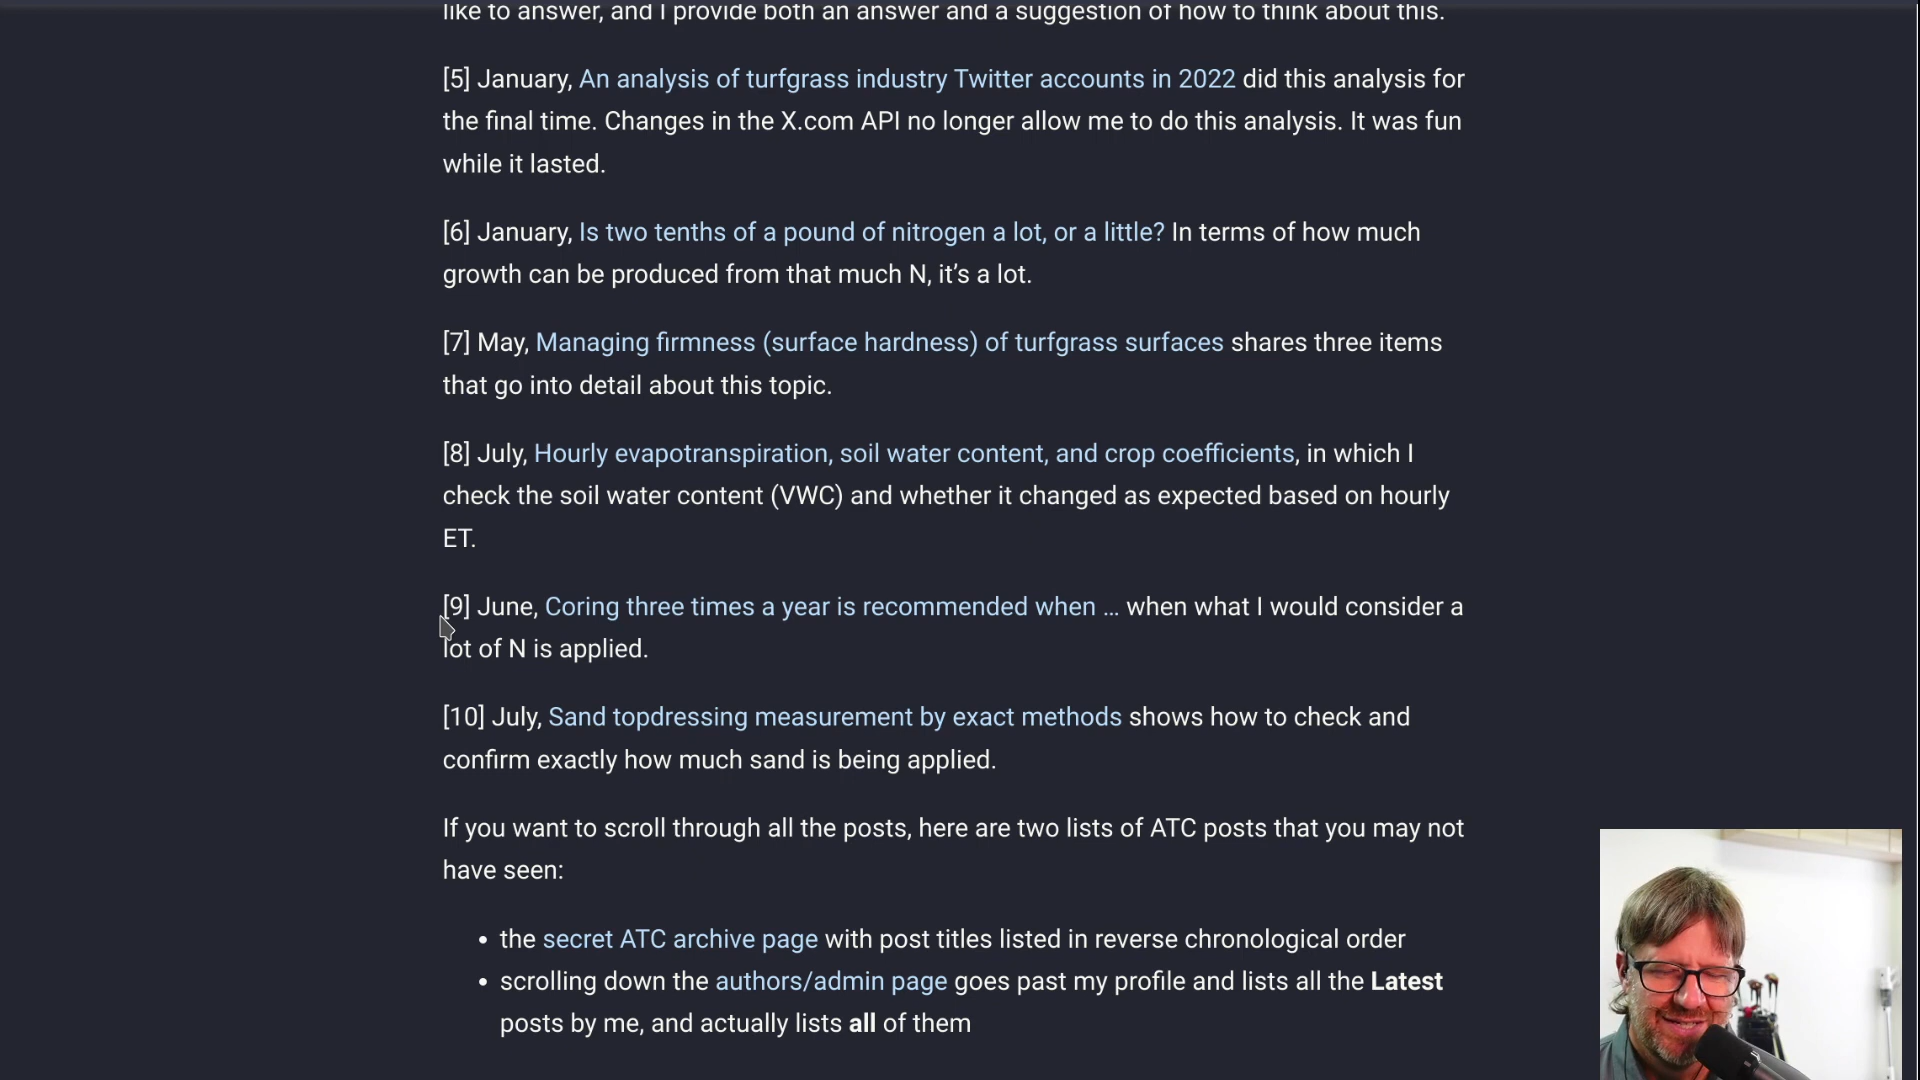 like to answer, and I provide both an answer and a suggestion of how to think about this.
[5] January, An analysis of turfgrass industry Twitter accounts in 2022 did this analysis for
the final time. Changes in the X.com API no longer allow me to do this analysis. It was fun
while it lasted.
[6] January, Is two tenths of a pound of nitrogen a lot, or a little? In terms of how much
growth can be produced from that much N, it’s a lot.
[7] May, Managing firmness (surface hardness) of turfgrass surfaces shares three items
that go into detail about this topic.
[8] July, Hourly evapotranspiration, soil water content, and crop coefficients, in which I
check the soil water content (VWC) and whether it changed as expected based on hourly
ET.
[9] June, Coring three times a year is recommended when … when what I would consider a
lot of N is applied.
[10] July, Sand topdressing measurement by exact methods shows how to check and
confirm exactly how much sand is being applied.
If you want to scroll through all the posts, here are two lists of ATC posts that you may not
have seen:
• the secret ATC archive page with post titles listed in reverse chronological order
• scrolling down the authors/admin page goes past my profile and lists all the Latest
posts by me, and actually lists all of them